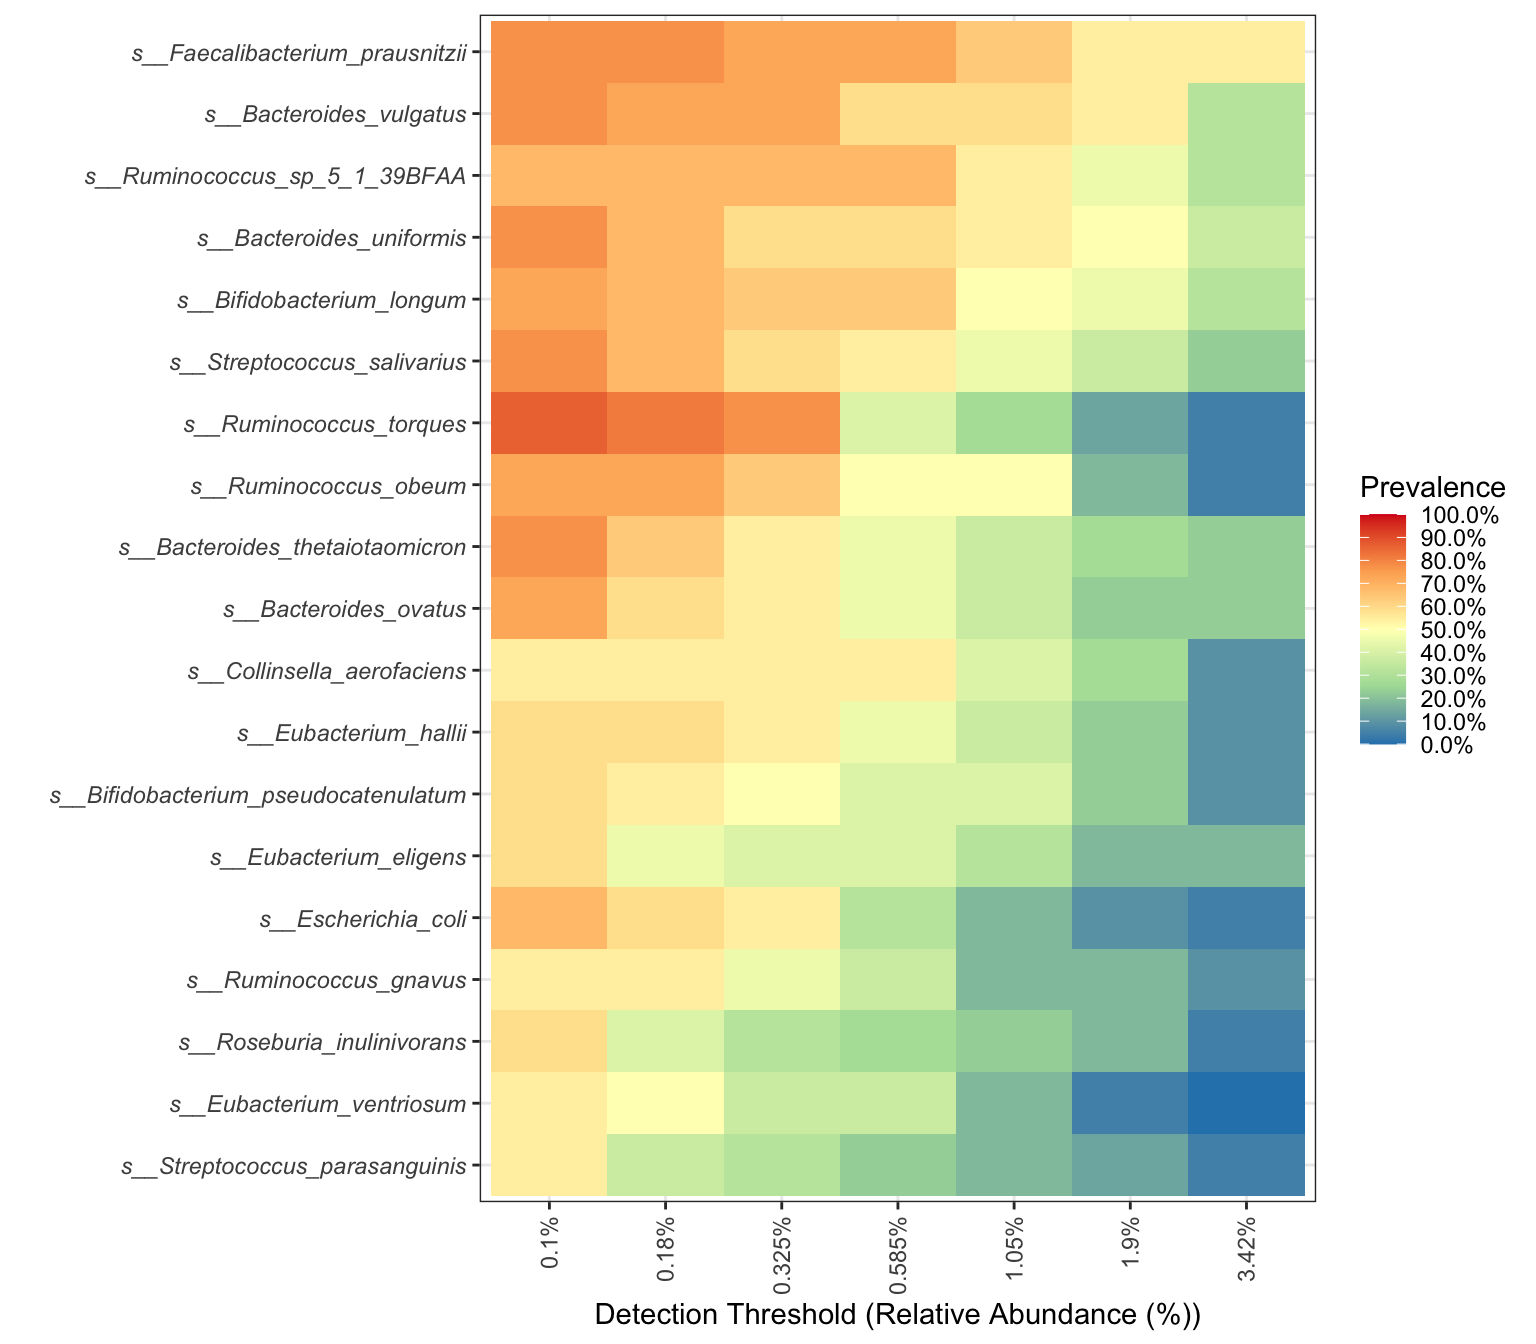 s__Faecalibacterium_prausnitzii
s__Bacteroides_vulgatus
s__Ruminococcus_sp_5_1_39BFAA
s__Bacteroides_uniformis
s__Bifidobacterium_longum
s__Streptococcus_salivarius
s__Ruminococcus_torques
s__Ruminococcus_obeum
s__Bacteroides_thetaiotaomicron
s__Bacteroides_ovatus
s__Collinsella_aerofaciens
s__Eubacterium_hallii
s__Bifidobacterium_pseudocatenulatum
s__Eubacterium_eligens
s__Escherichia_coli
s__Ruminococcus_gnavus
s__Roseburia_inulinivorans
s__Eubacterium_ventriosum
s__Streptococcus_parasanguinis
0.1%
0.18%
0.325%
0.585%
1.05%
1.9%
3.42%
Detection Threshold (Relative Abundance (%))
Prevalence
100.0%
90.0%
80.0%
70.0%
60.0%
50.0%
40.0%
30.0%
20.0%
10.0%
0.0%